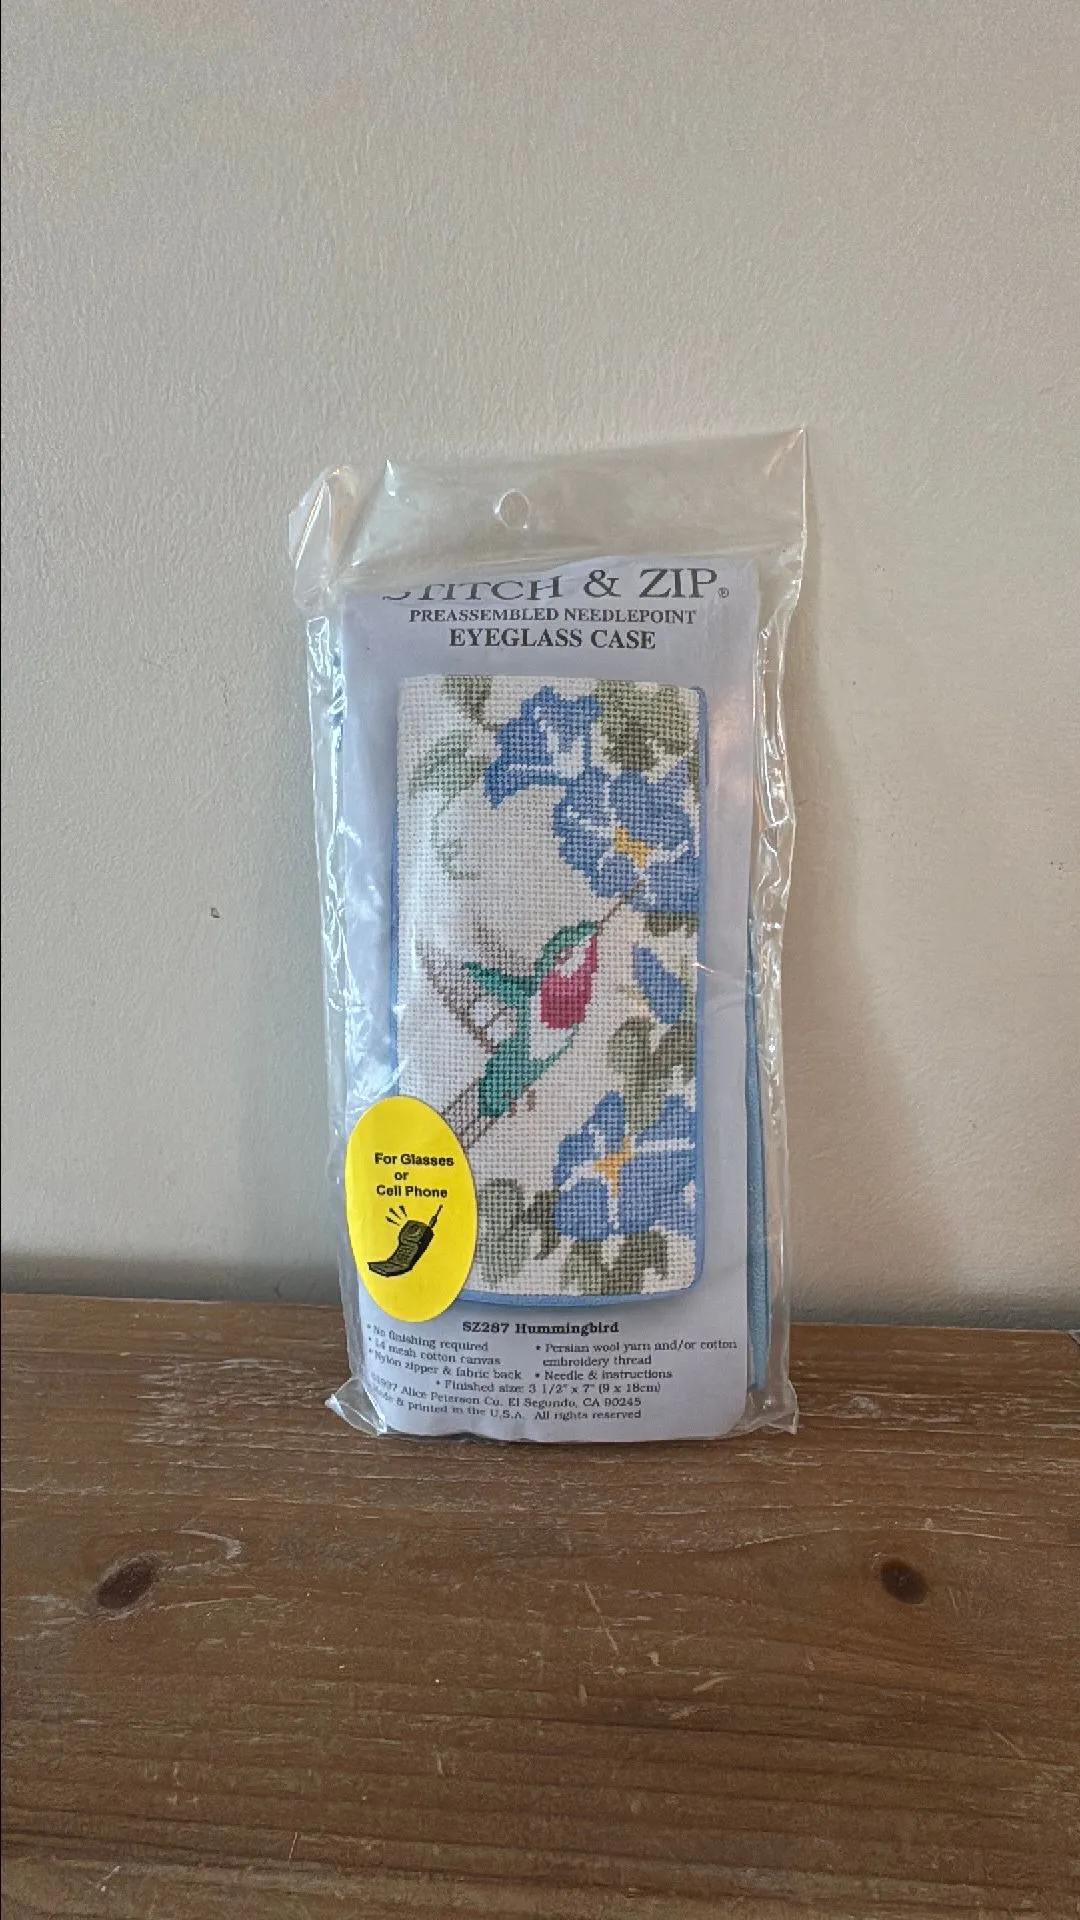 STITCH & ZIP®
PREASSEMBLED NEEDLEPOINT
EYEGLASS CASE
For Glasses
or
Cell Phone
SZ287 Hummingbird
• No finishing required
• 14 mesh cotton canvas
• Nylon zipper & fabric back
• Persian wool yarn and/or cotton
embroidery thread
• Needle & instructions
• Finished size: 3 1/2" x 7" (9 x 18cm)
©1997 Alice Peterson Co. El Segundo, CA 90245
Made & printed in the U.S.A. All rights reserved